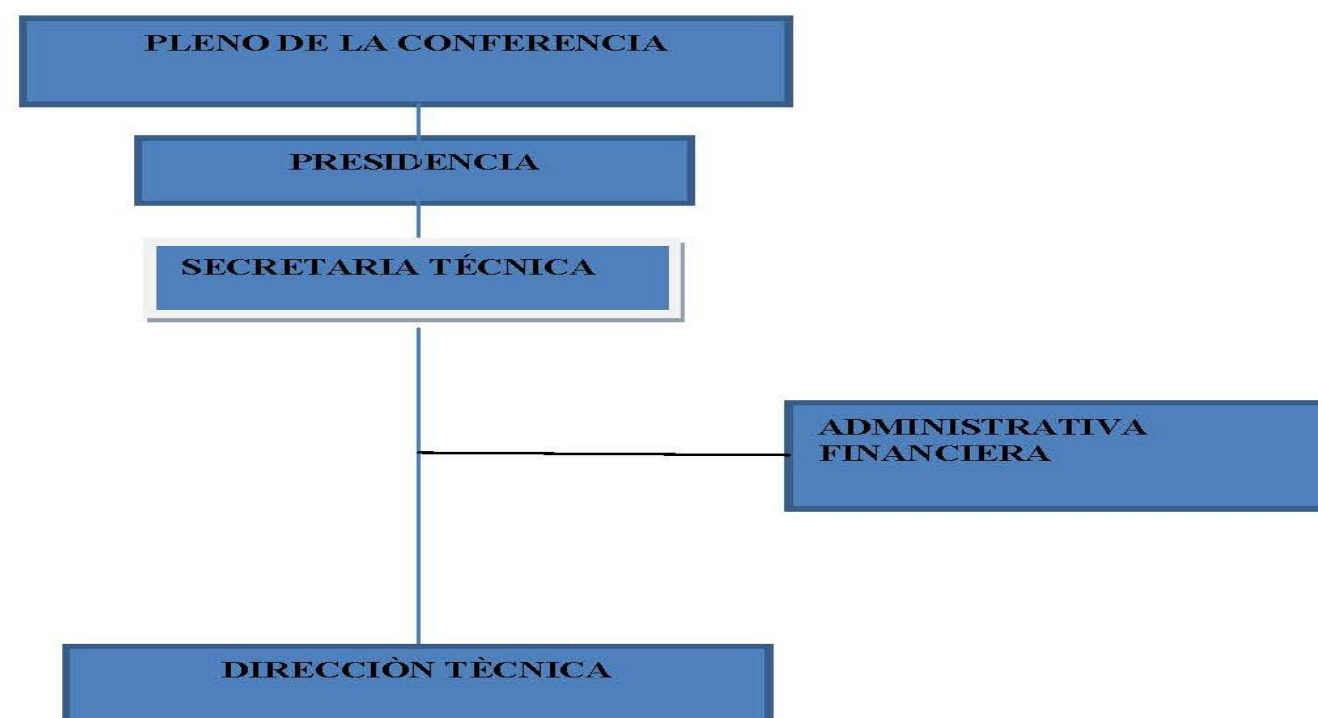 PLENO DE LA CONFERENCIA
PRESIDENCIA
SECRETARIA TÉCNICA
ADMINISTRATIVA
FINANCIERA
DIRECCIÒN TÈCNICA